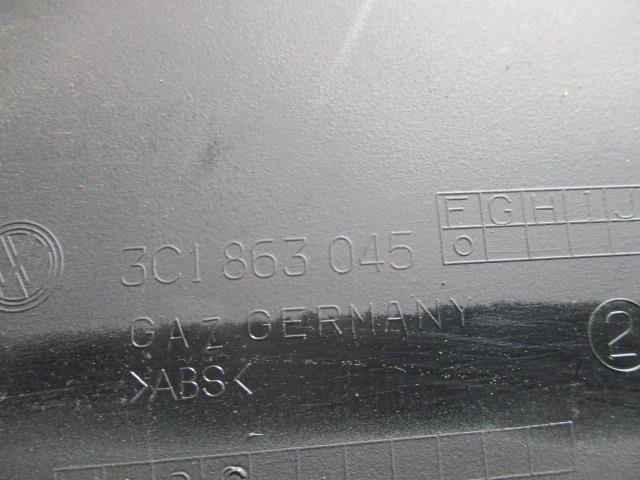 F G H I J
O
3C1 863 045
GAZ GERMANY
2
>ABS<